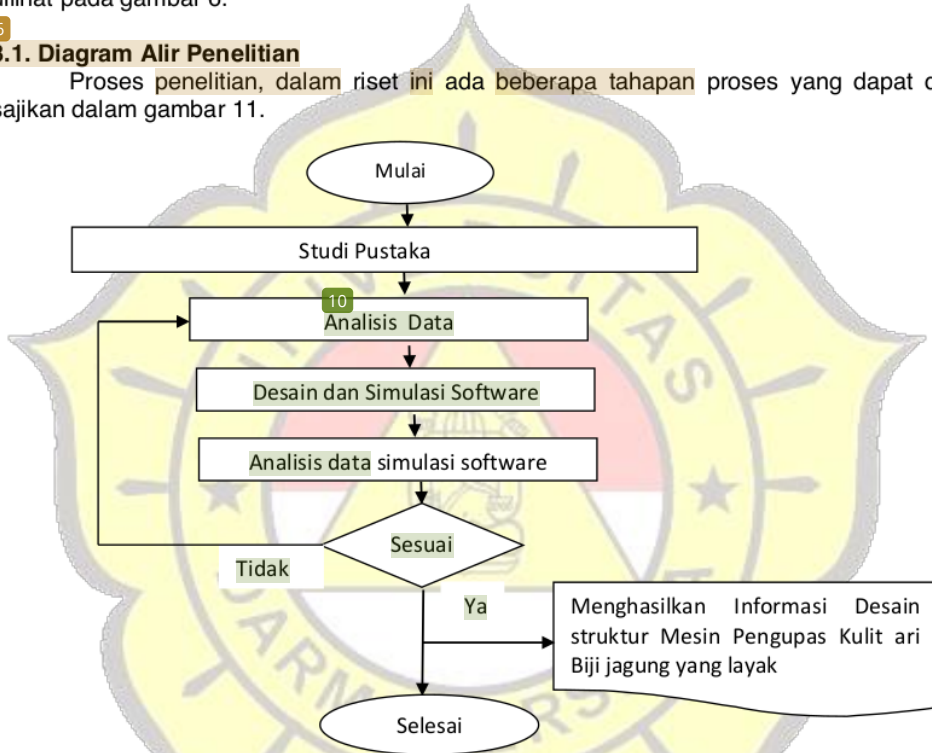 dilihat pada gambar 6.
3.1. Diagram Alir Penelitian
Proses penelitian, dalam riset ini ada beberapa tahapan proses yang dapat
sajikan dalam gambar 11.
Mulai
Studi Pustaka
10
Analisis Data
Desain dan Simulasi Software
Analisis data simulasi software
Sesuai
Tidak
Ya
Menghasilkan Informasi Desain
struktur Mesin Pengupas Kulit ari
Biji jagung yang layak
Selesai